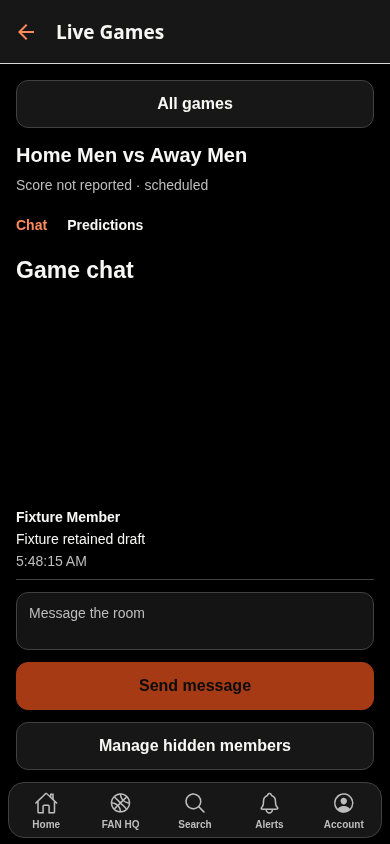 Live Games
All games
Home Men vs Away Men
Score not reported · scheduled
Chat Predictions
Game chat
Fixture Member
Fixture retained draft
5:48:15 AM
Message the room
Send message
Manage hidden members
Home FAN HQ Search Alerts Account